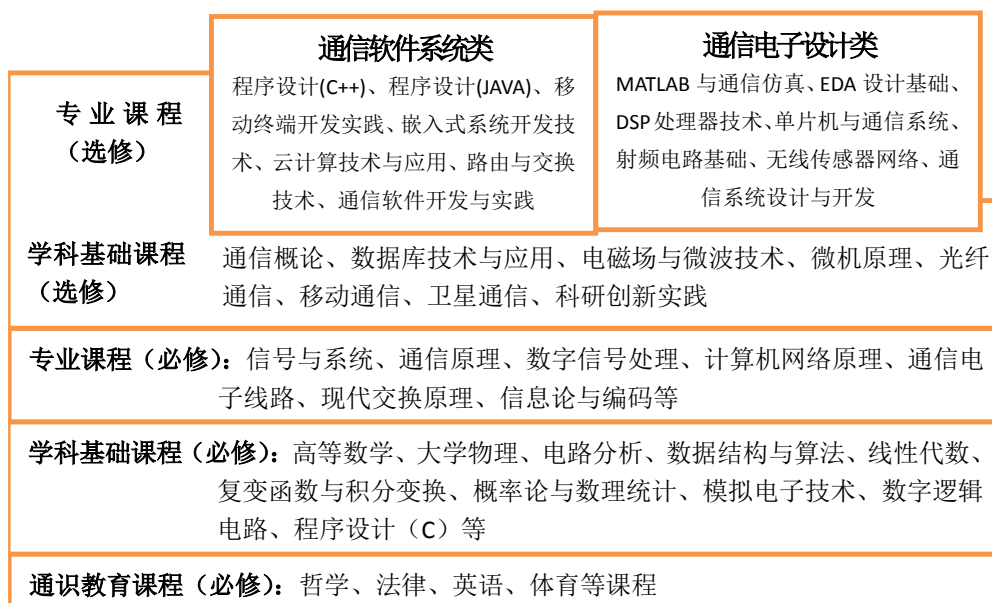 通信软件系统类
程序设计(C++)、程序设计(JAVA)、移
动终端开发实践、嵌入式系统开发技
术、云计算技术与应用、路由与交换
技术、通信软件开发与实践
通信电子设计类
MATLAB 与通信仿真、EDA 设计基础、
DSP 处理器技术、单片机与通信系统、
射频电路基础、无线传感器网络、通
信系统设计与开发
专业课程
（选修）
学科基础课程
（选修）
通信概论、数据库技术与应用、电磁场与微波技术、微机原理、光纤
通信、移动通信、卫星通信、科研创新实践
专业课程（必修）：信号与系统、通信原理、数字信号处理、计算机网络原理、通信电
子线路、现代交换原理、信息论与编码等
学科基础课程（必修）：高等数学、大学物理、电路分析、数据结构与算法、线性代数、
复变函数与积分变换、概率论与数理统计、模拟电子技术、数字逻辑
电路、程序设计（C）等
通识教育课程（必修）：哲学、法律、英语、体育等课程